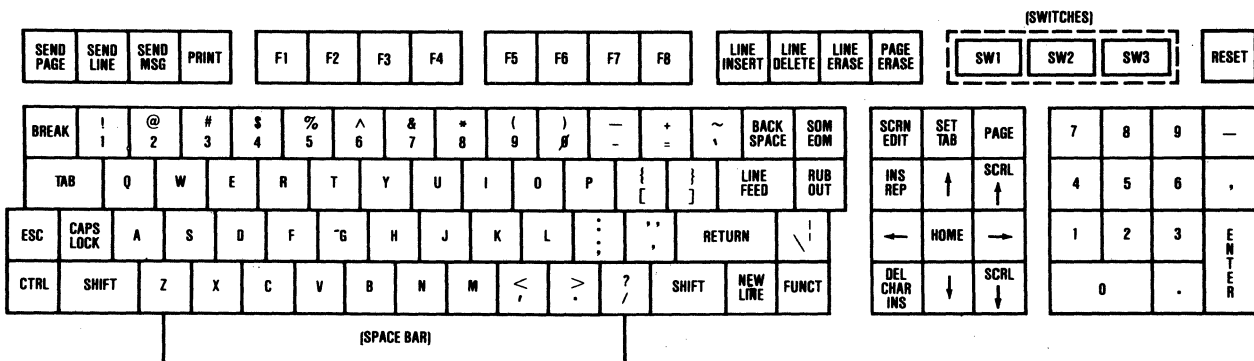 (SWITCHES)
SEND PAGE SEND LINE SEND MSG PRINT F1 F2 F3 F4 F5 F6 F7 F8 LINE INSERT LINE DELETE LINE ERASE PAGE ERASE SW1 SW2 SW3 RESET
BREAK ! 1 @ 2 # 3 $ 4 % 5 ^ 6 & 7 * 8 ( 9 ) Ø — - + = ~ ` BACK SPACE SOM EOM SCRN EDIT SET TAB PAGE 7 8 9 —
TAB Q W E R T Y U I O P { [ } ] LINE FEED RUB OUT INS REP ↑ SCRL ↑ 4 5 6 ,
ESC CAPS LOCK A S D F G H J K L : ; " ' RETURN \ ¦ ← HOME → 1 2 3 ENTER
CTRL SHIFT Z X C V B N M < , > . ? / SHIFT NEW LINE FUNCT DEL CHAR INS ↓ SCRL ↓ 0 .
(SPACE BAR)